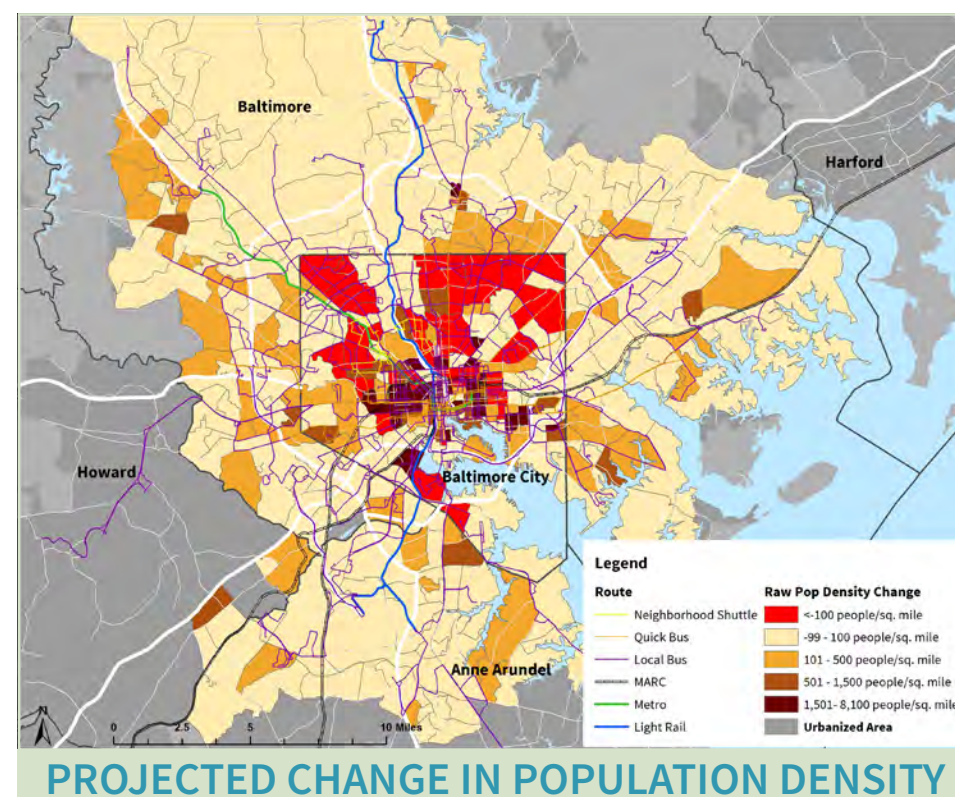 Baltimore
Harford
Howard
Baltimore City
Anne Arundel
N
0 2.5 5 10 Miles
Legend
Route
Neighborhood Shuttle
Quick Bus
Local Bus
MARC
Metro
Light Rail
Raw Pop Density Change
<-100 people/sq. mile
-99 - 100 people/sq. mile
101 - 500 people/sq. mile
501 - 1,500 people/sq. mile
1,501- 8,100 people/sq. mile
Urbanized Area
PROJECTED CHANGE IN POPULATION DENSITY